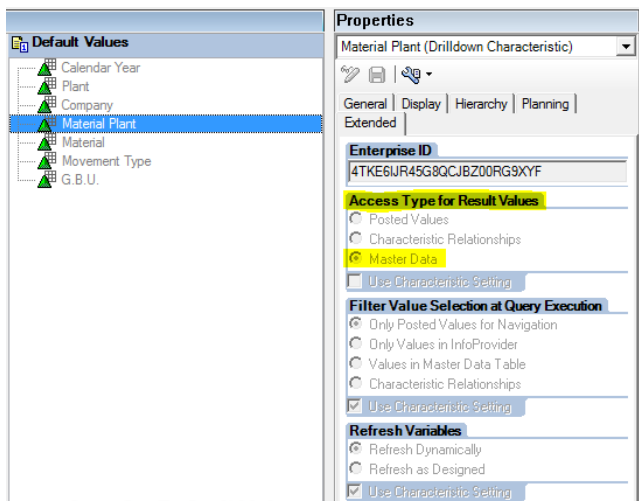 Default Values
Calendar Year
Plant
Company
Material Plant
Material
Movement Type
G.B.U.
Properties
Material Plant (Drilldown Characteristic)
General Display Hierarchy Planning
Extended
Enterprise ID
4TKE6IJR45G8QCJBZ00RG9XYF
Access Type for Result Values
Posted Values
Characteristic Relationships
Master Data
Use Characteristic Setting
Filter Value Selection at Query Execution
Only Posted Values for Navigation
Only Values in InfoProvider
Values in Master Data Table
Characteristic Relationships
Use Characteristic Setting
Refresh Variables
Refresh Dynamically
Refresh as Designed
Use Characteristic Setting